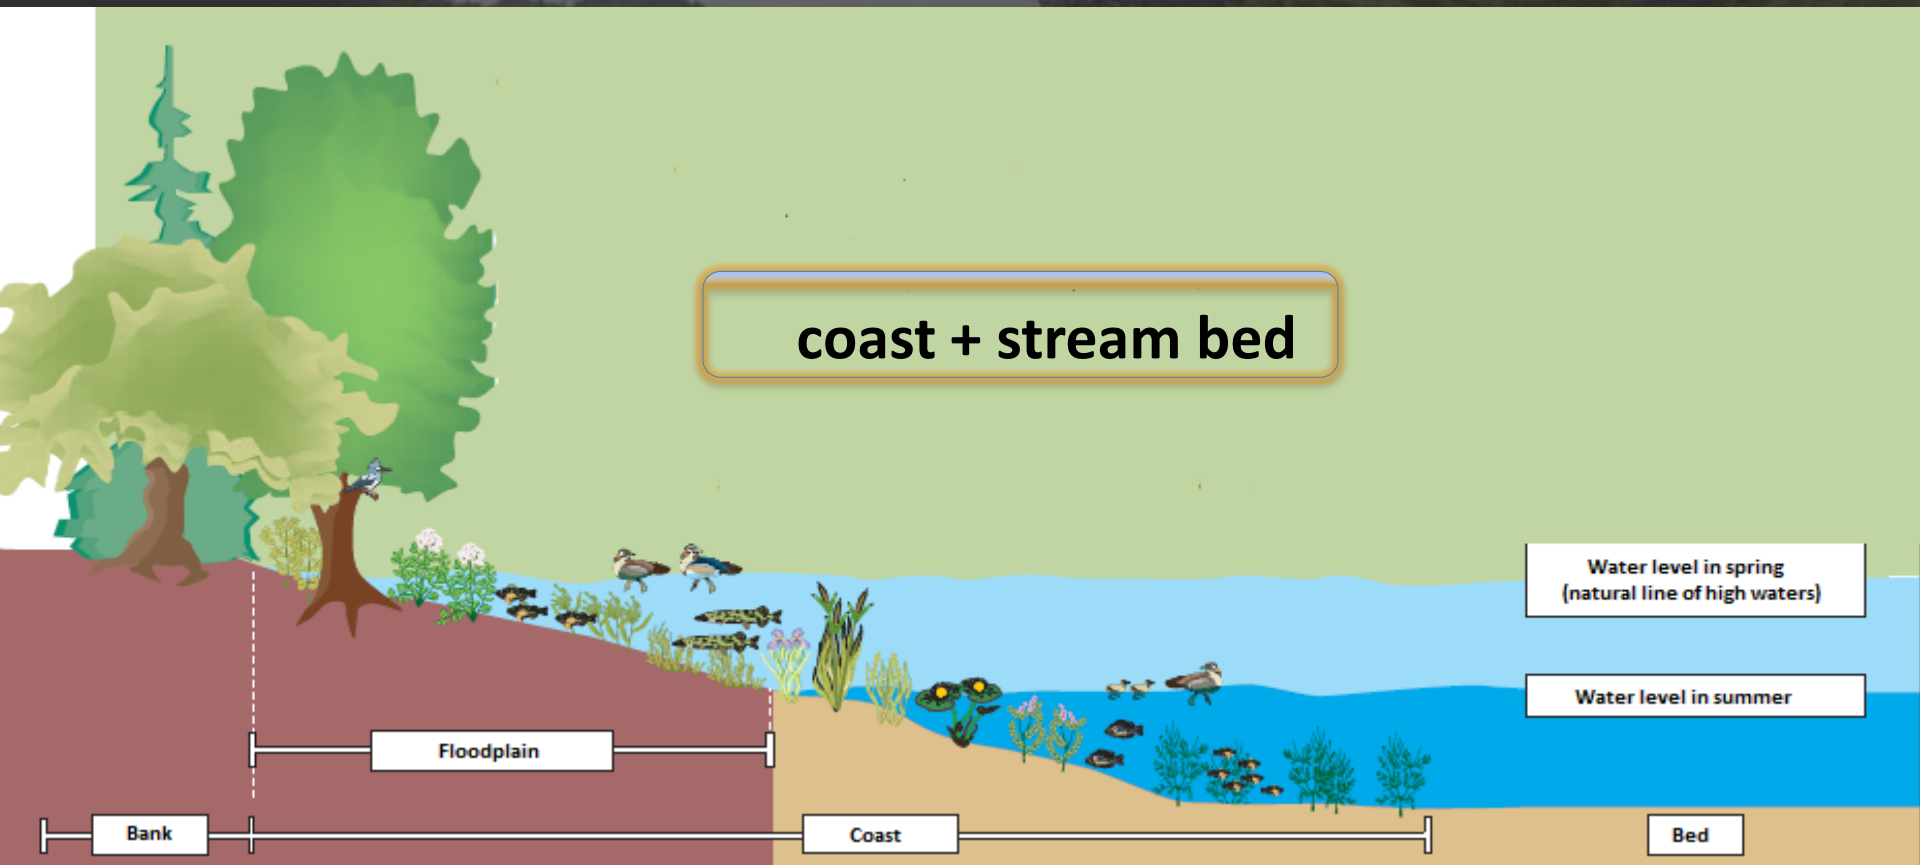 coast + stream bed
Water level in spring
(natural line of high waters)
Water level in summer
Floodplain
Bank
Coast
Bed